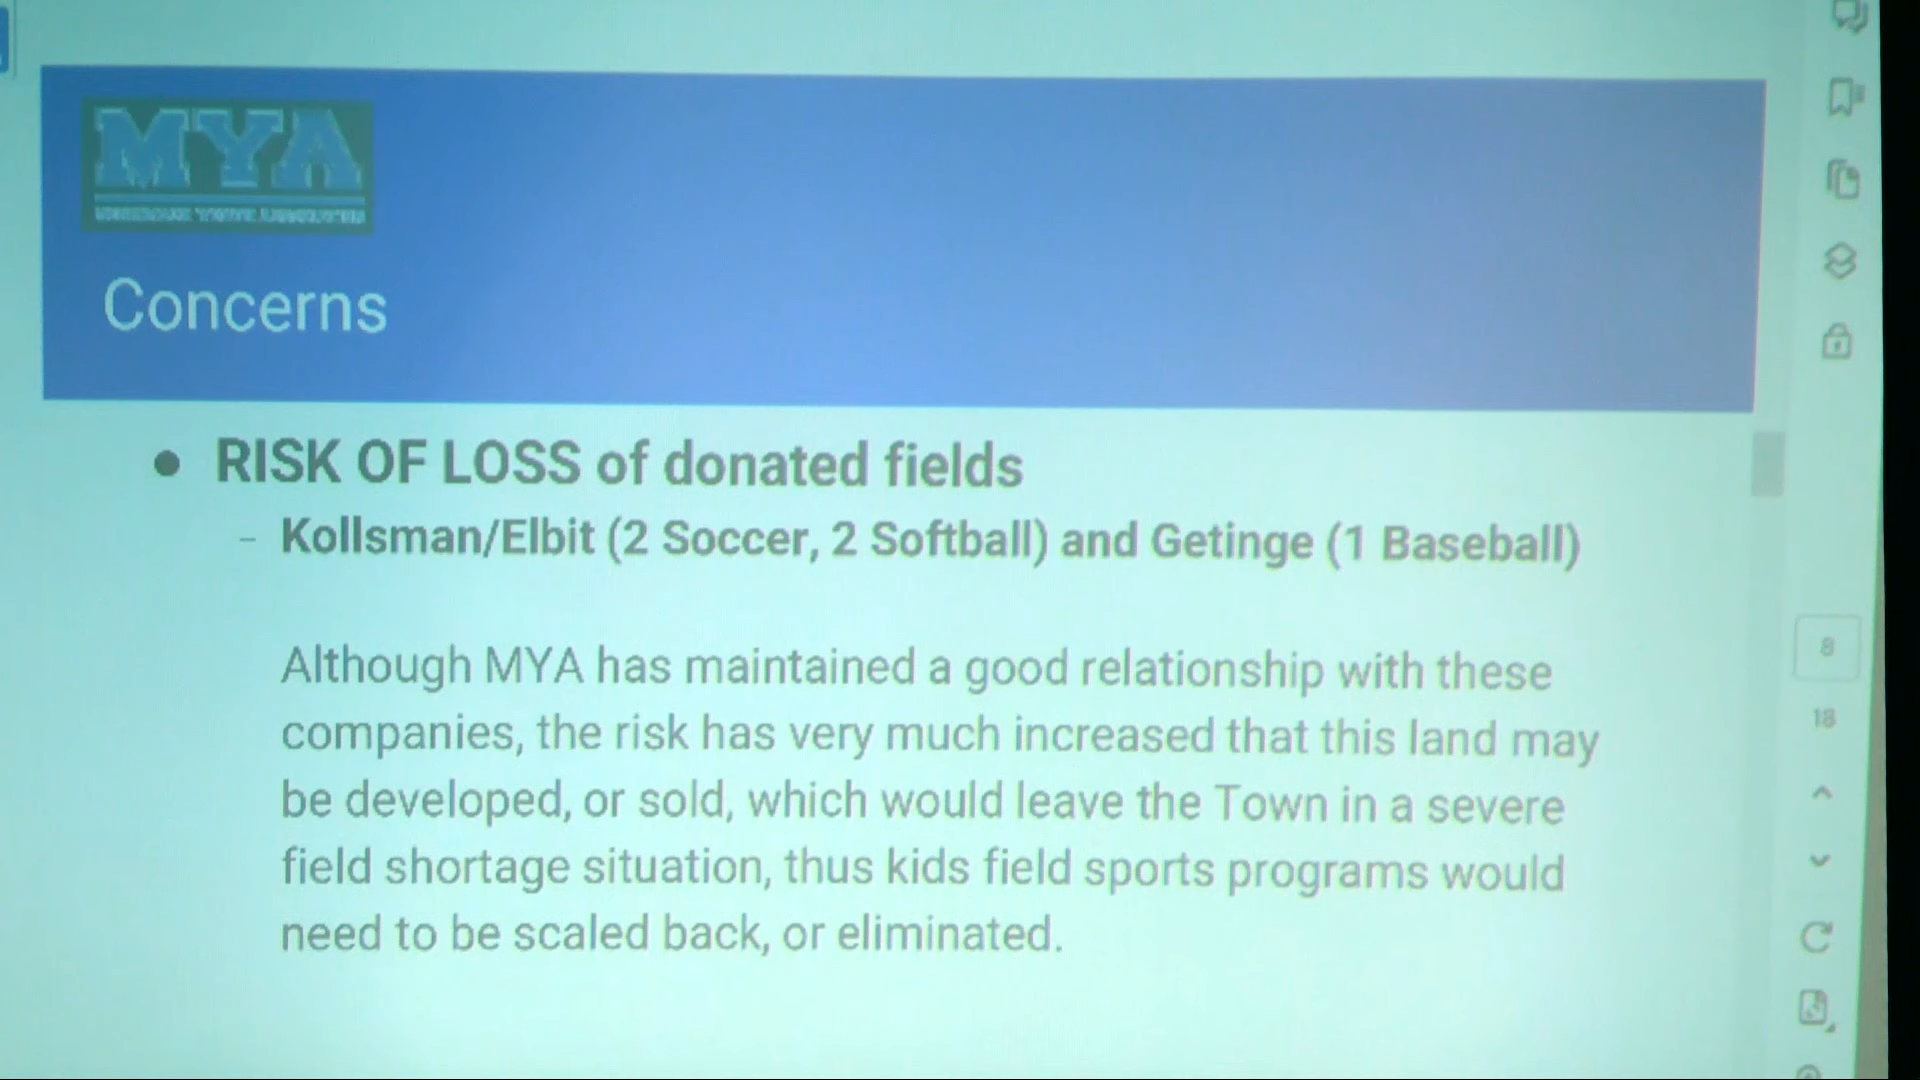 MYA
Concerns
● RISK OF LOSS of donated fields
- Kollsman/Elbit (2 Soccer, 2 Softball) and Getinge (1 Baseball)
Although MYA has maintained a good relationship with these
companies, the risk has very much increased that this land may
be developed, or sold, which would leave the Town in a severe
field shortage situation, thus kids field sports programs would
need to be scaled back, or eliminated.
8
18